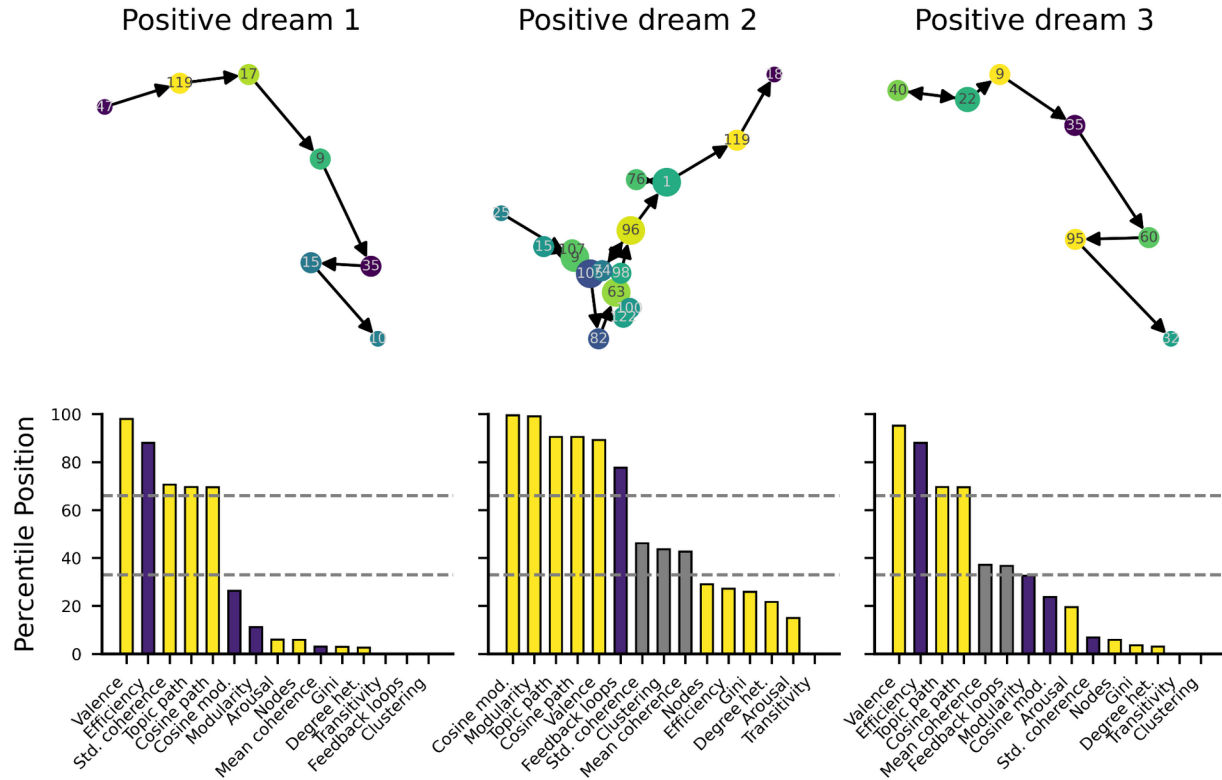 Positive dream 1
Positive dream 2
Positive dream 3
47
119
17
9
35
15
10
18
119
76
1
25
96
15
107
9
105
74
98
63
100
122
82
40
22
9
35
95
60
32
Percentile Position
100
80
60
40
20
0
Valence
Efficiency
Std. coherence
Topic path
Cosine path
Cosine mod.
Modularity
Arousal
Nodes
Mean coherence
Gini
Degree het.
Transitivity
Feedback loops
Clustering
Cosine mod.
Modularity
Topic path
Cosine path
Valence
Feedback loops
Std. coherence
Clustering
Mean coherence
Nodes
Efficiency
Gini
Degree het.
Arousal
Transitivity
Valence
Efficiency
Topic path
Cosine path
Mean coherence
Feedback loops
Modularity
Cosine mod.
Arousal
Std. coherence
Nodes
Gini
Degree het.
Transitivity
Clustering